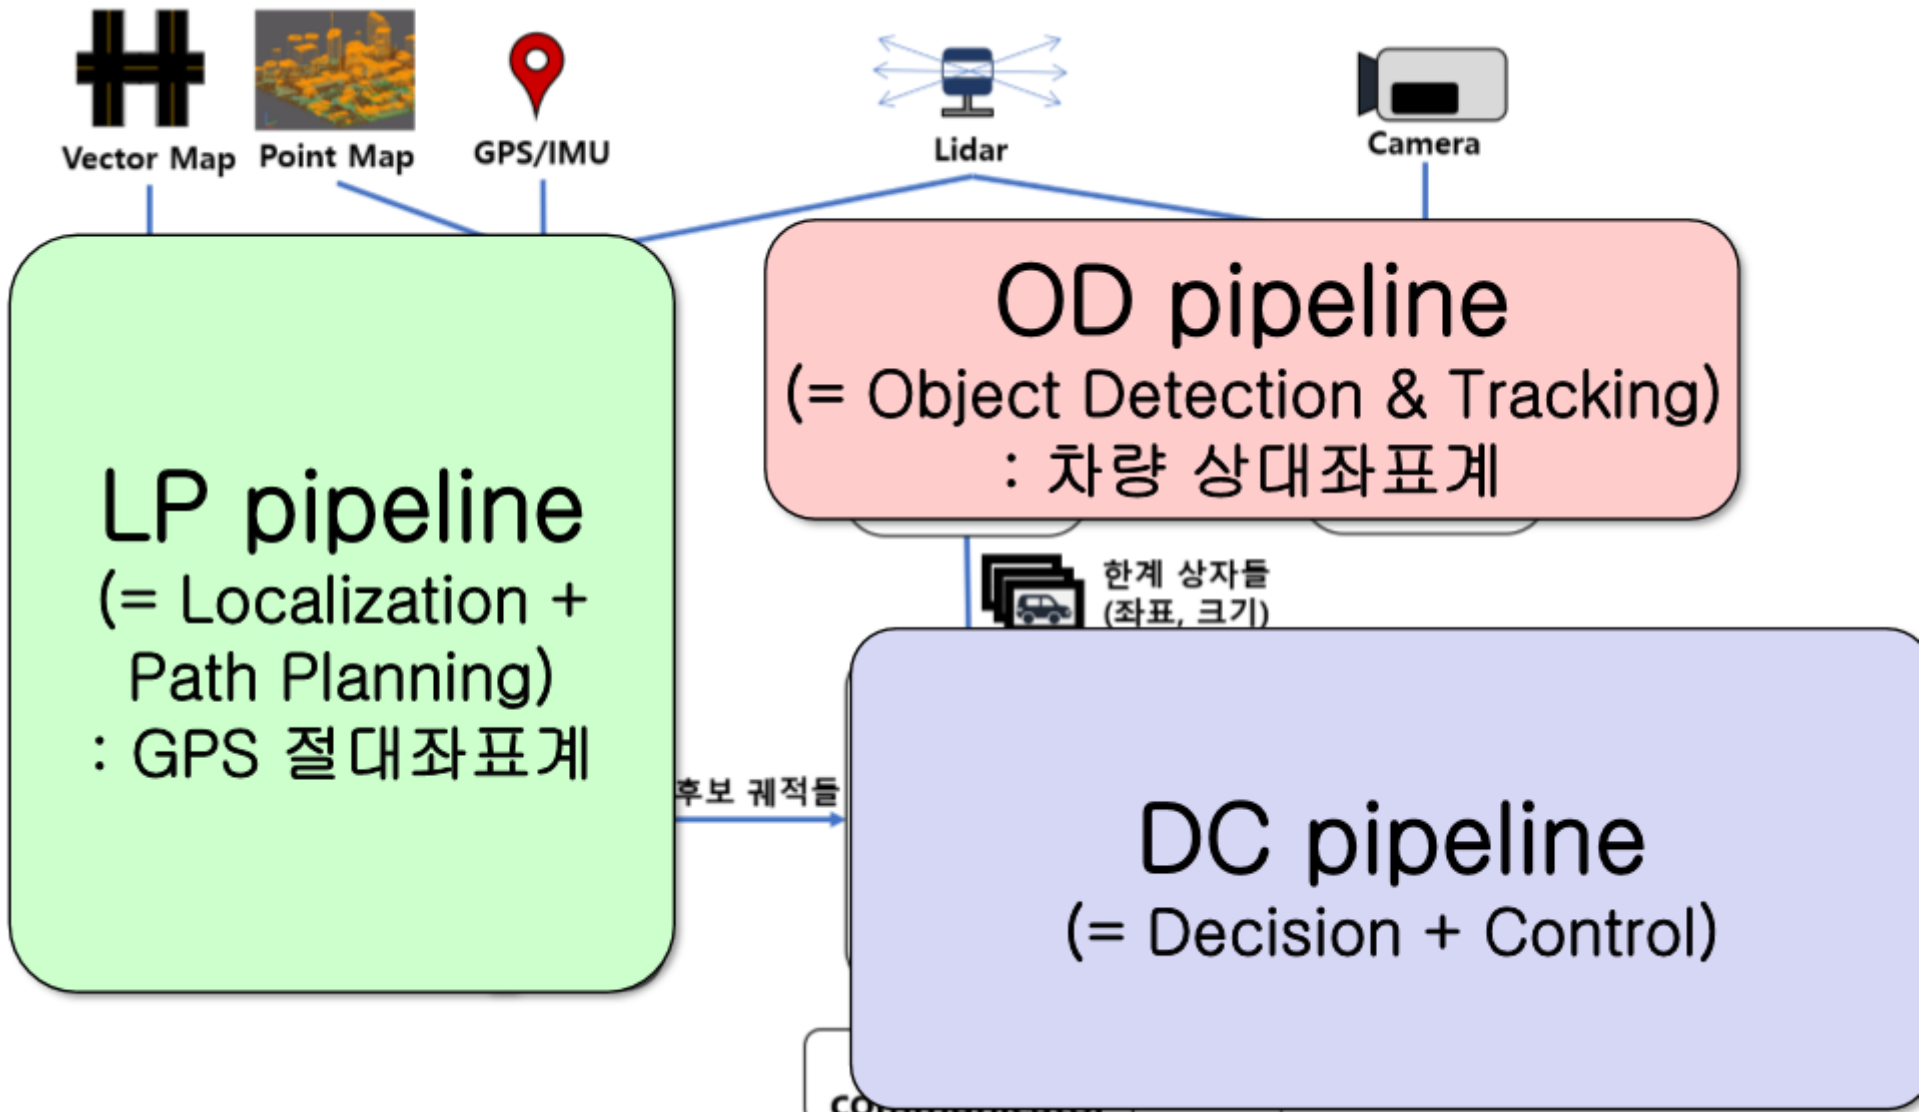 Vector Map
Point Map
GPS/IMU
Lidar
Camera
LP pipeline
(= Localization +
Path Planning)
: GPS 절대좌표계
OD pipeline
(= Object Detection & Tracking)
: 차량 상대좌표계
한계 상자들
(좌표, 크기)
후보 궤적들
DC pipeline
(= Decision + Control)